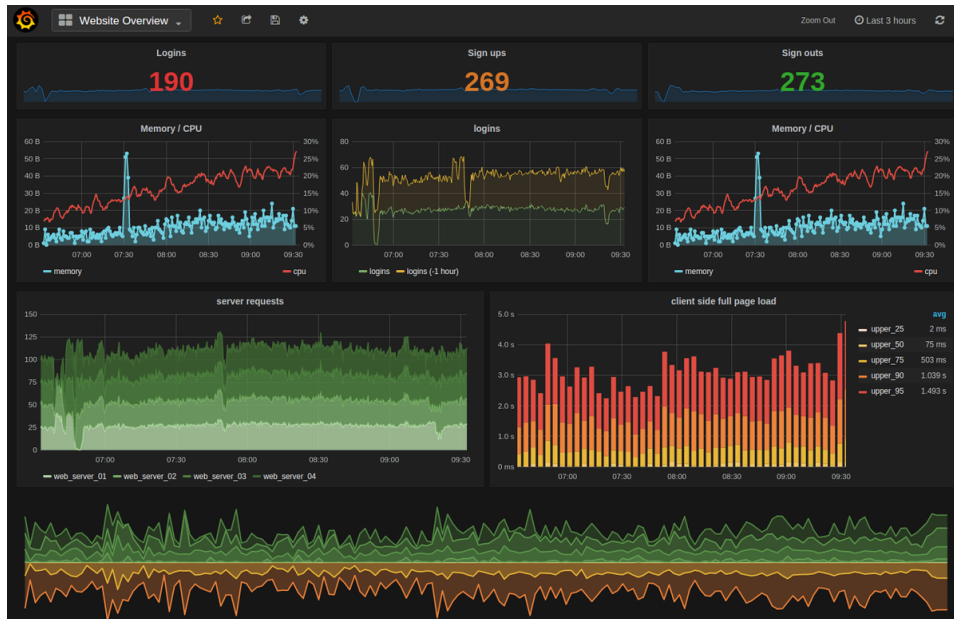 Website Overview
Zoom Out
Last 3 hours
Logins
190
Sign ups
269
Sign outs
273
Memory / CPU
60 B
50 B
40 B
30 B
20 B
10 B
0 B
30%
25%
20%
15%
10%
5%
0%
07:00 07:30 08:00 08:30 09:00 09:30
memory
cpu
logins
80
60
40
20
0
07:00 07:30 08:00 08:30 09:00 09:30
logins logins (-1 hour)
Memory / CPU
60 B
50 B
40 B
30 B
20 B
10 B
0 B
30%
25%
20%
15%
10%
5%
0%
07:00 07:30 08:00 08:30 09:00 09:30
memory
cpu
server requests
150
125
100
75
50
25
0
07:00 07:30 08:00 08:30 09:00 09:30
web_server_01 web_server_02 web_server_03 web_server_04
client side full page load
5.0 s
4.0 s
3.0 s
2.0 s
1.0 s
0 ms
07:00 07:30 08:00 08:30 09:00 09:30
avg
upper_25 2 ms
upper_50 75 ms
upper_75 503 ms
upper_90 1.039 s
upper_95 1.493 s